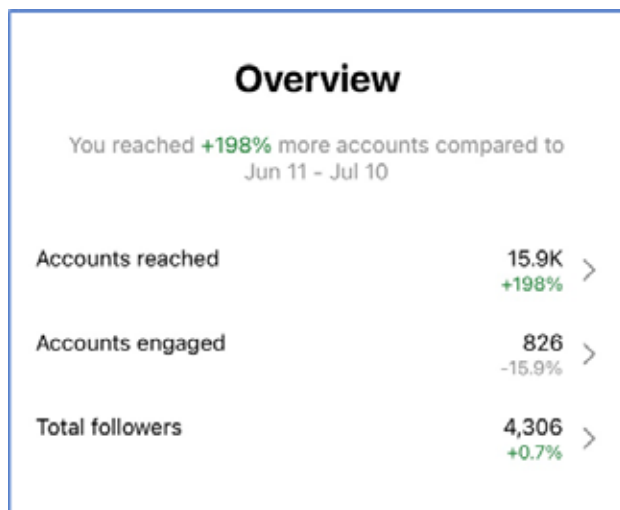 Overview
You reached +198% more accounts compared to
Jun 11 - Jul 10
Accounts reached 15.9K
+198%
Accounts engaged 826
-15.9%
Total followers 4,306
+0.7%